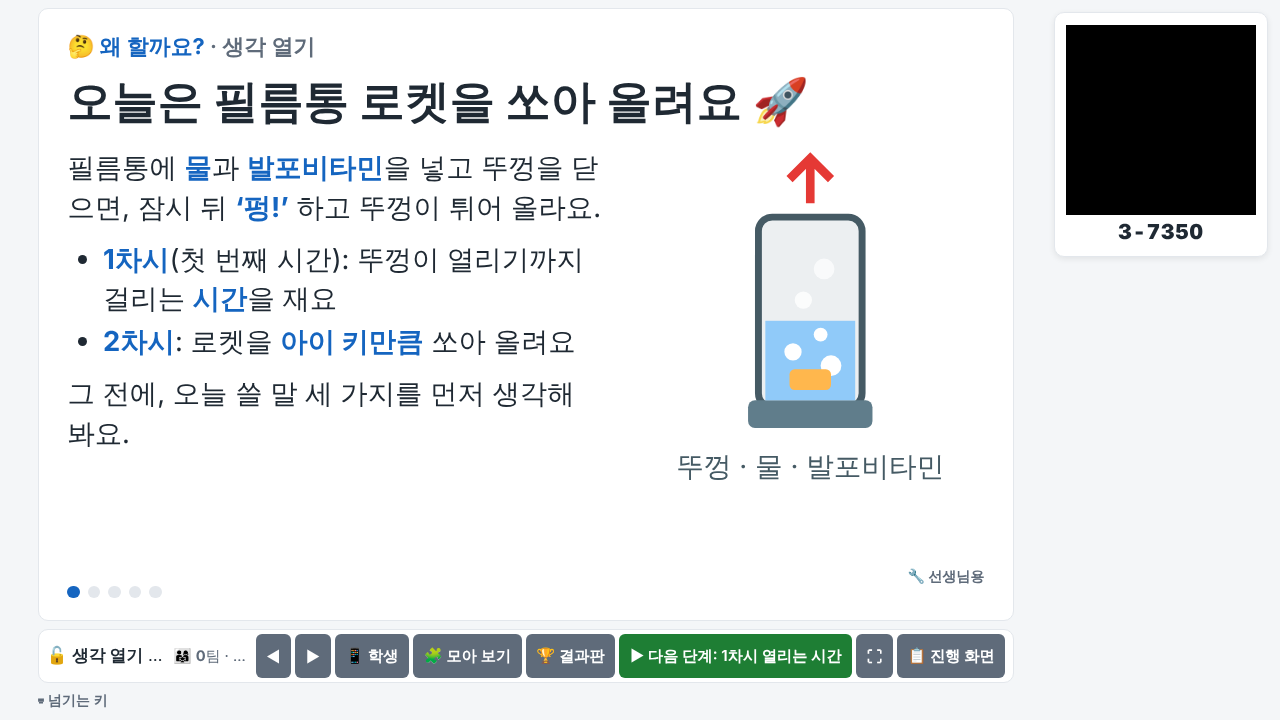 🤔 왜 할까요? · 생각 열기
오늘은 필름통 로켓을 쏘아 올려요 🚀
필름통에 물과 발포비타민을 넣고 뚜껑을 닫
으면, 잠시 뒤 ‘펑!’ 하고 뚜껑이 튀어 올라요.
• 1차시(첫 번째 시간): 뚜껑이 열리기까지
걸리는 시간을 재요
• 2차시: 로켓을 아이 키만큼 쏘아 올려요
그 전에, 오늘 쓸 말 세 가지를 먼저 생각해
봐요.
뚜껑 · 물 · 발포비타민
🔧 선생님용
🔓 생각 열기 ... 👨‍👩‍👧 0팀 · ... ◀ ▶ 📱 학생 🧩 모아 보기 🏆 결과판 ▶ 다음 단계: 1차시 열리는 시간 ⛶ 📋 진행 화면
넘기는 키
3-7350